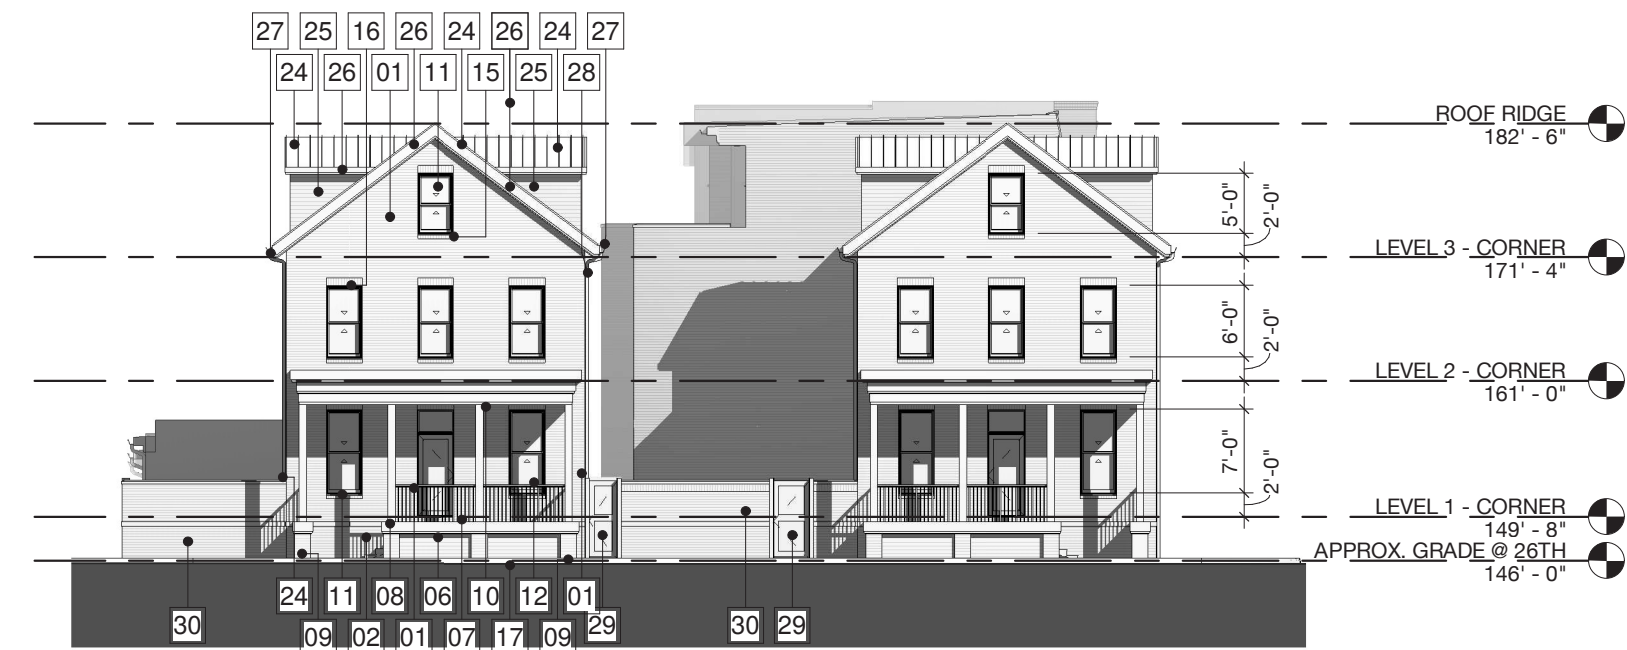 27 25 16 26 24 26 24 27
24 26 01 11 15 25 28
ROOF RIDGE
182' - 6"
5'-0"
2'-0"
LEVEL 3 - CORNER
171' - 4"
6'-0"
2'-0"
LEVEL 2 - CORNER
161' - 0"
7'-0"
2'-0"
LEVEL 1 - CORNER
149' - 8"
APPROX. GRADE @ 26TH
146' - 0"
24 11 08 06 10 12 01
30 29 30 29
09 02 01 07 17 09